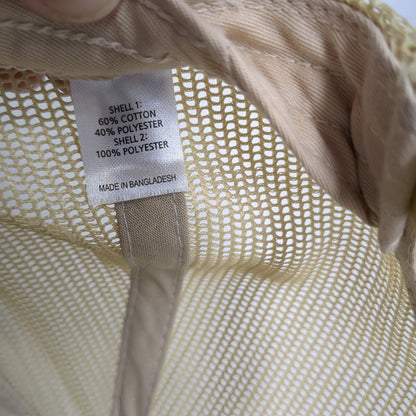 SHELL 1:
60% COTTON
40% POLYESTER
SHELL 2:
100% POLYESTER
MADE IN BANGLADESH